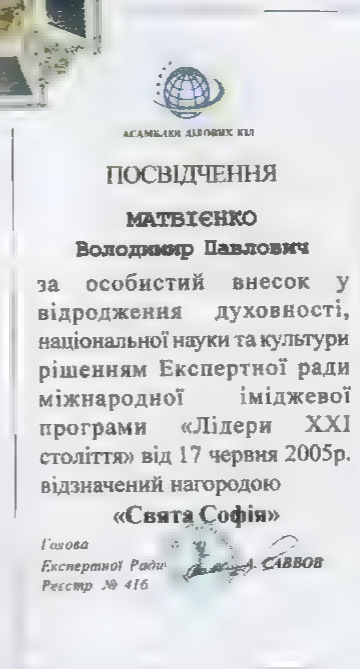 АСАМБЛЕЯ ДІЛОВИХ КІЛ
ПОСВІДЧЕННЯ
МАТВІЄНКО
Володимир Павлович
за особистий внесок у
відродження духовності,
національної науки та культури
рішенням Експертної ради
міжнародної іміджевої
програми «Лідери ХХІ
століття» від 17 червня 2005р.
відзначений нагородою
«Свята Софія»
Голова
Експертної Ради А. САВВОВ
Реєстр. № 416